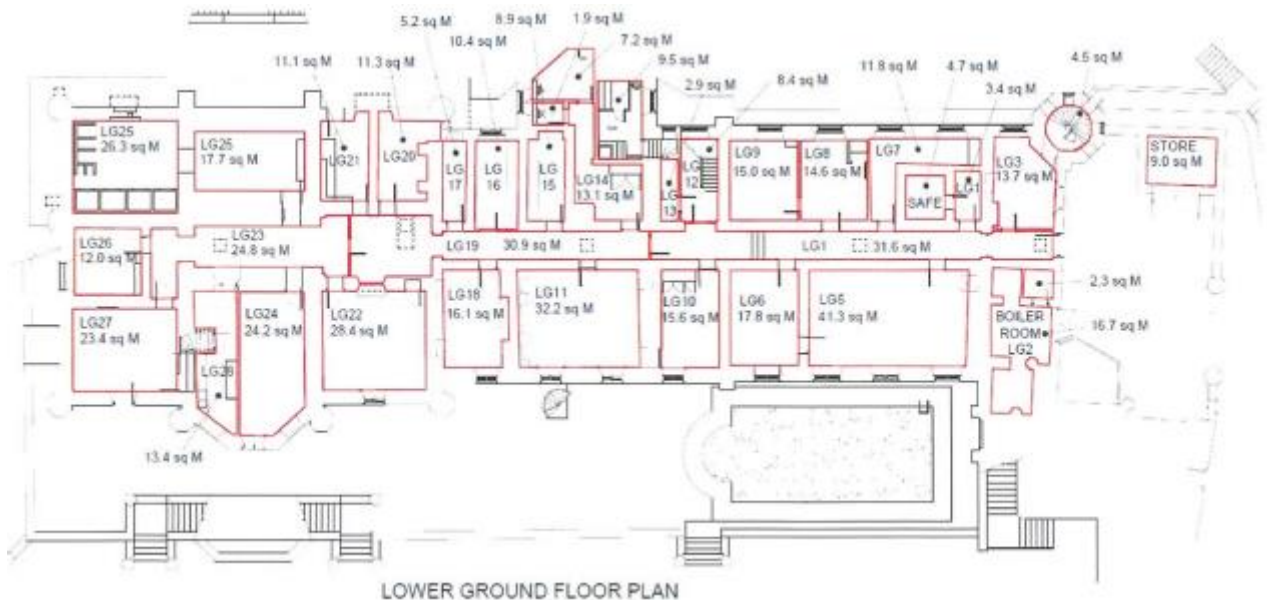 1.9 sq M
5.2 sq M
8.9 sq M
7.2 sq M
10.4 sq M
11.1 sq M
11.3 sq M
9.5 sq M
2.9 sq M
8.4 sq M
11.8 sq M
4.7 sq M
3.4 sq M
4.5 sq M
LG25
26.3 sq M
LG25
17.7 sq M
LG21
LG20
LG
17
LG
16
LG
15
LG14
13.1 sq M
LG
13
LG
12
LG9
15.0 sq M
LG8
14.6 sq M
LG7
SAFE
LG1
LG3
13.7 sq M
STORE
9.0 sq M
LG26
12.0 sq M
LG23
24.8 sq M
LG19
30.9 sq M
LG1
31.6 sq M
LG27
23.4 sq M
LG28
LG24
24.2 sq M
LG22
28.4 sq M
LG18
16.1 sq M
LG11
32.2 sq M
LG10
15.6 sq M
LG6
17.8 sq M
LG5
41.3 sq M
BOILER
ROOM
LG2
2.3 sq M
16.7 sq M
13.4 sq M
LOWER GROUND FLOOR PLAN